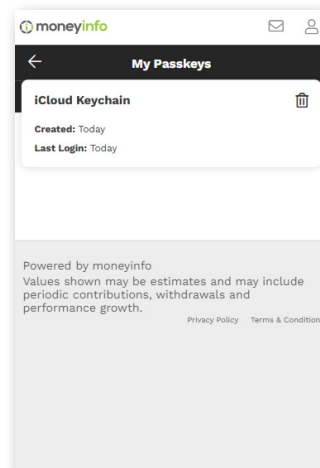 moneyinfo
My Passkeys
iCloud Keychain
Created: Today
Last Login: Today
Powered by moneyinfo
Values shown may be estimates and may include
periodic contributions, withdrawals and
performance growth.
Privacy Policy Terms & Condition